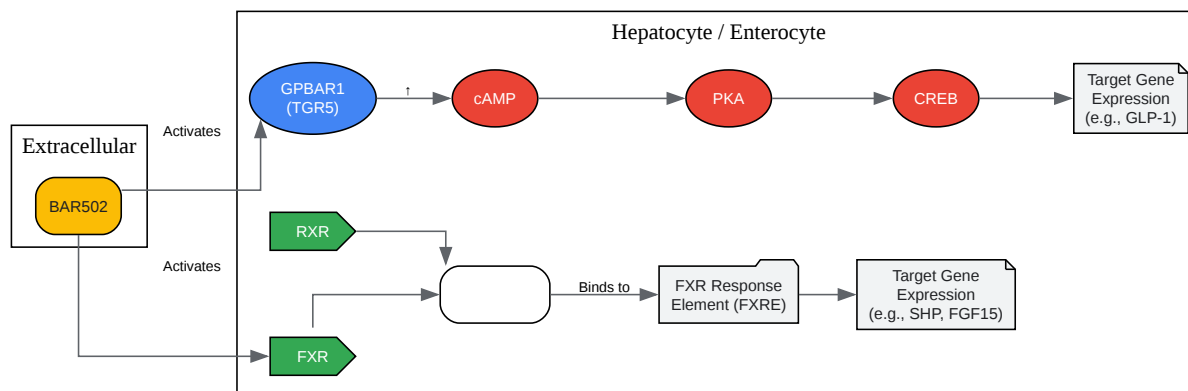 Hepatocyte / Enterocyte
GPBAR1
(TGR5)
↑
cAMP
PKA
CREB
Target Gene
Expression
(e.g., GLP-1)
Activates
Extracellular
BAR502
RXR
Activates
Binds to
FXR Response
Element (FXRE)
Target Gene
Expression
(e.g., SHP, FGF15)
FXR